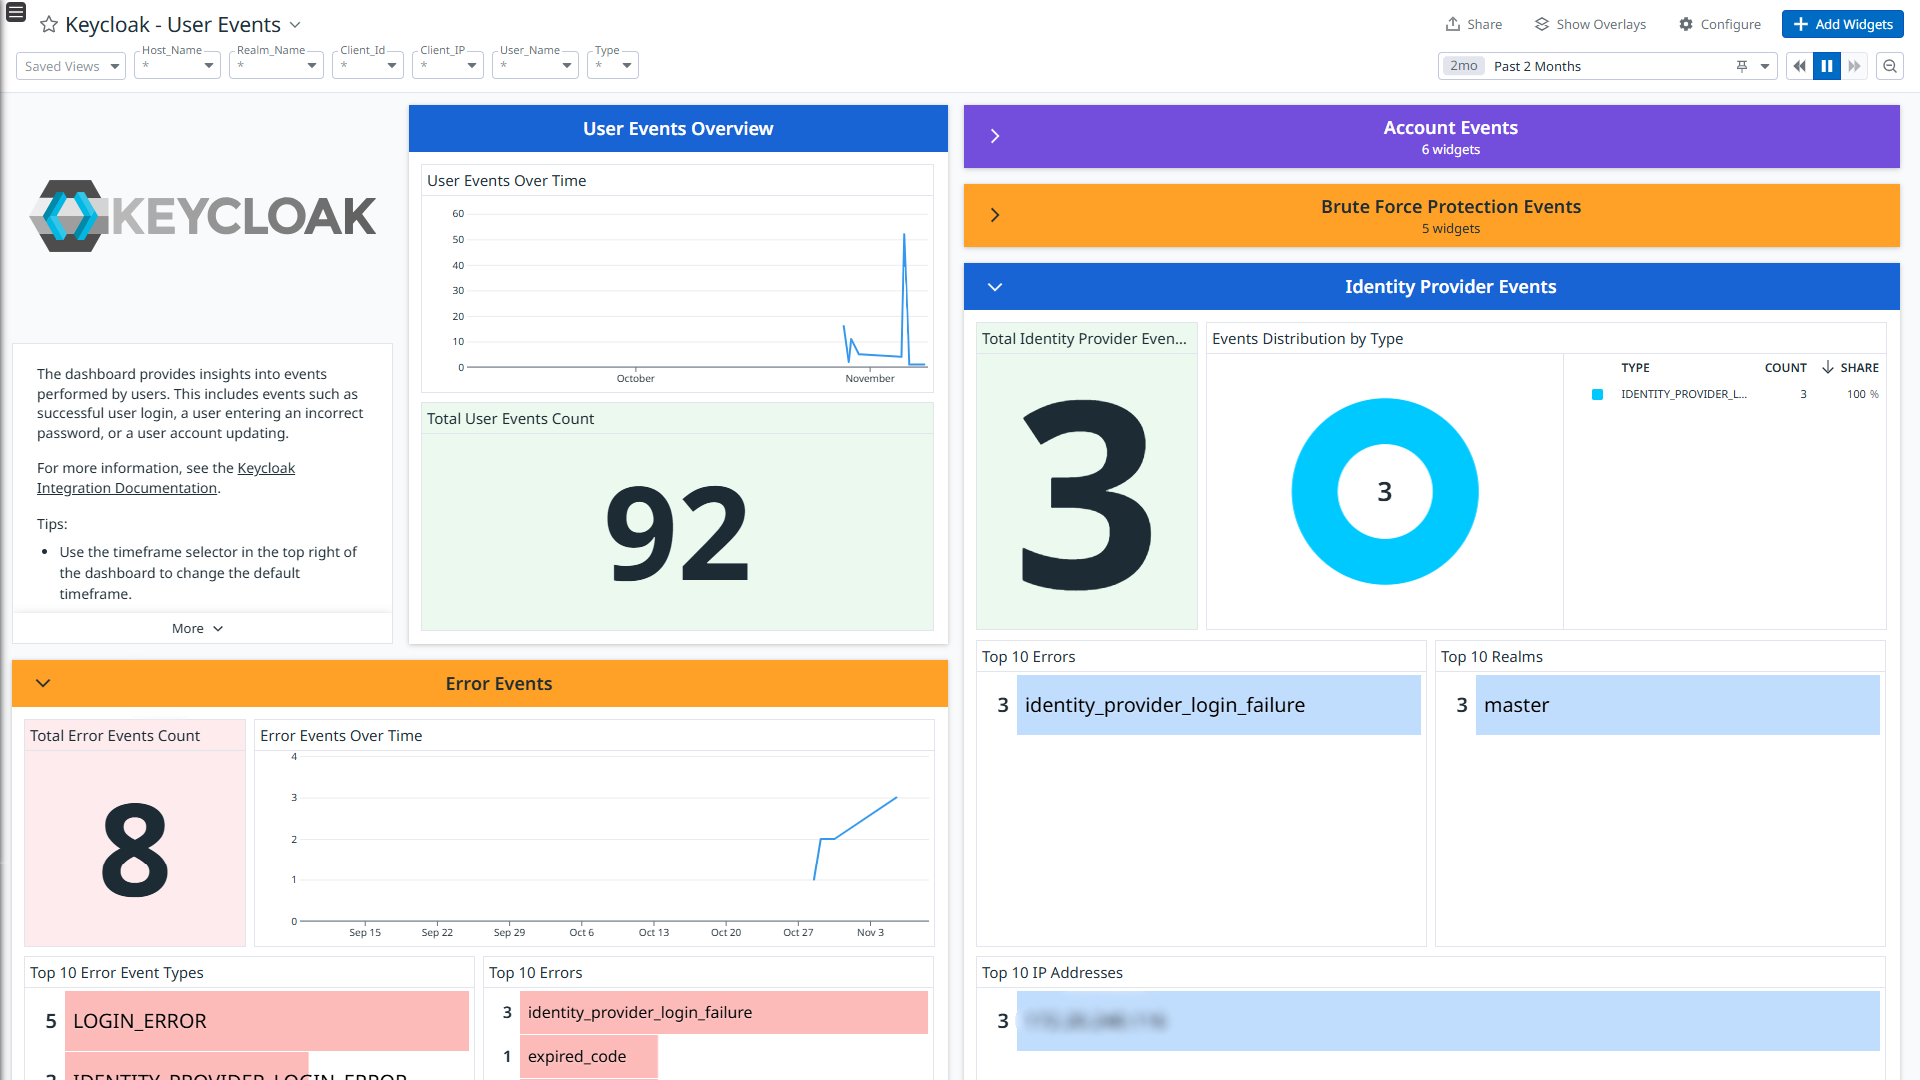 Keycloak - User Events
Share
Show Overlays
Configure
Add Widgets
Saved Views
Host_Name
*
Realm_Name
*
Client_Id
*
Client_IP
*
User_Name
*
Type
*
2mo
Past 2 Months
KEYCLOAK
The dashboard provides insights into events
performed by users. This includes events such as
successful user login, a user entering an incorrect
password, or a user account updating.
For more information, see the Keycloak
Integration Documentation.
Tips:
• Use the timeframe selector in the top right of
the dashboard to change the default
timeframe.
More
User Events Overview
User Events Over Time
60
50
40
30
20
10
0
October
November
Total User Events Count
92
Error Events
Total Error Events Count
8
Error Events Over Time
4
3
2
1
0
Sep 15
Sep 22
Sep 29
Oct 6
Oct 13
Oct 20
Oct 27
Nov 3
Top 10 Error Event Types
5 LOGIN_ERROR
3 IDENTITY_PROVIDER_LOGIN_ERROR
Top 10 Errors
3 identity_provider_login_failure
1 expired_code
Account Events
6 widgets
Brute Force Protection Events
5 widgets
Identity Provider Events
Total Identity Provider Even...
3
Events Distribution by Type
3
TYPE COUNT SHARE
IDENTITY_PROVIDER_L... 3 100 %
Top 10 Errors
3 identity_provider_login_failure
Top 10 Realms
3 master
Top 10 IP Addresses
3